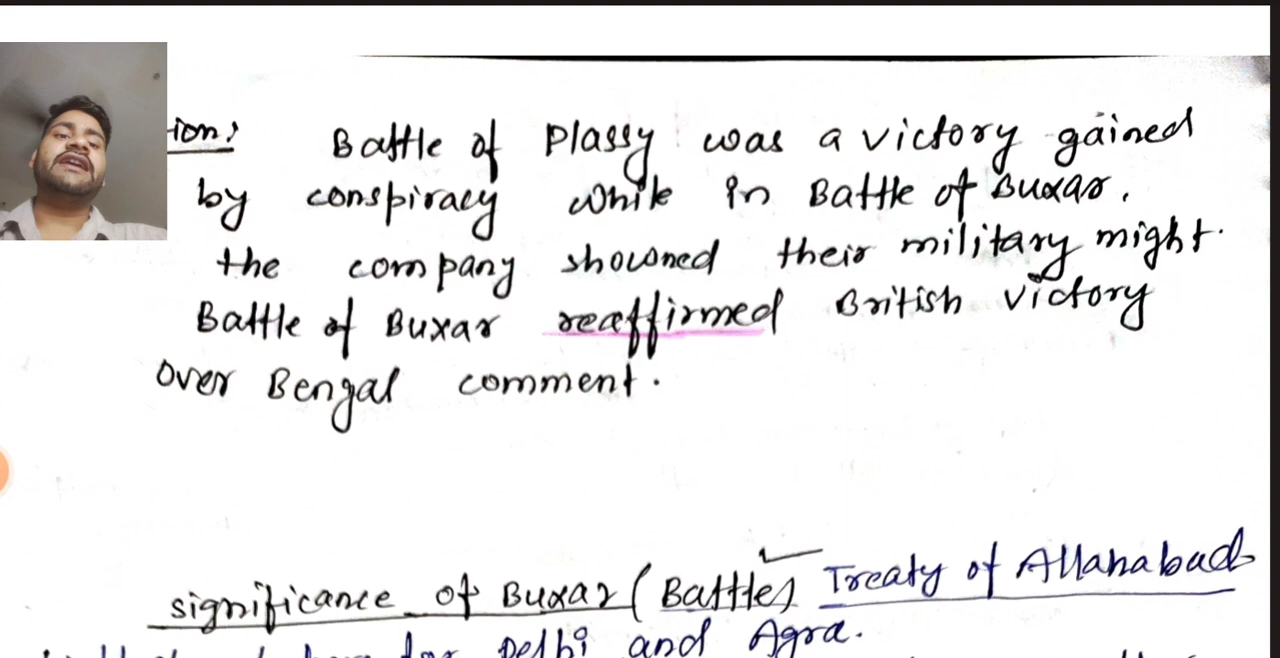 ion:
Battle of Plassy was a victory gained
by conspiracy while in Battle of Buxar.
the company showned their military might.
Battle of Buxar reaffirmed British victory
over Bengal comment.
significance of Buxar (Battle) Treaty of Allahabad
Delhi and Agra.